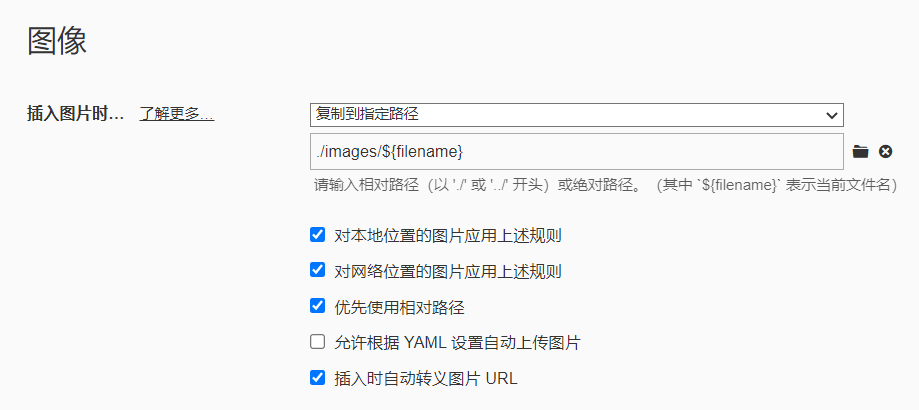 图像
插入图片时... 了解更多...
复制到指定路径
./images/${filename}
请输入相对路径（以 './' 或 '../' 开头）或绝对路径。（其中 `${filename}` 表示当前文件名）
对本地位置的图片应用上述规则
对网络位置的图片应用上述规则
优先使用相对路径
允许根据 YAML 设置自动上传图片
插入时自动转义图片 URL